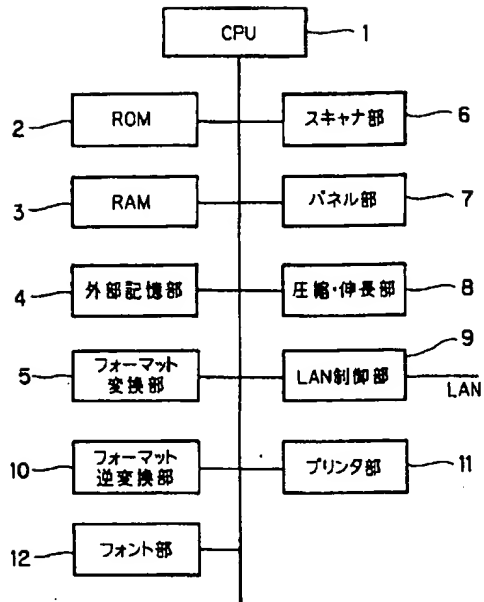 CPU
1
2
ROM
スキャナ部
6
3
RAM
パネル部
7
4
外部記憶部
圧縮・伸長部
8
9
5
フォーマット
変換部
LAN制御部
LAN
10
フォーマット
逆変換部
プリンタ部
11
12
フォント部